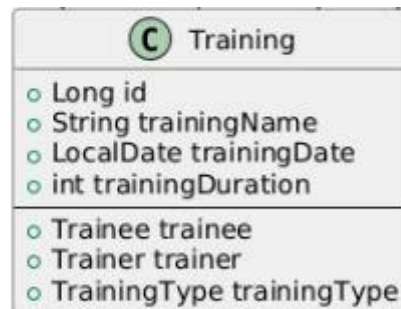 C Training
Long id
String trainingName
LocalDate trainingDate
int trainingDuration
Trainee trainee
Trainer trainer
TrainingType trainingType